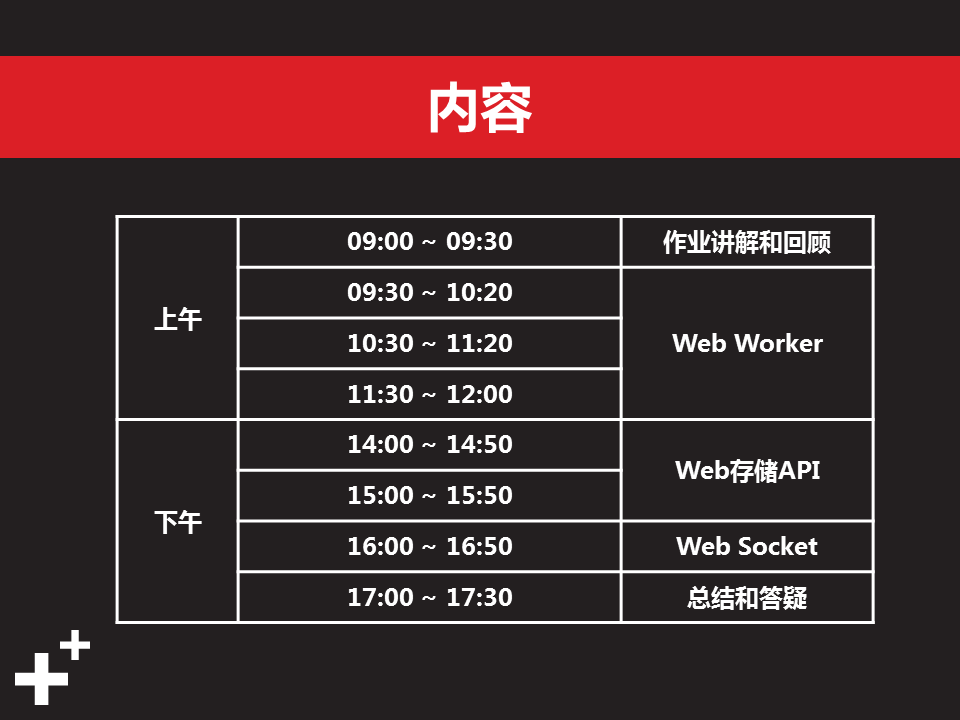 内容
上午
09:00 ~ 09:30
作业讲解和回顾
09:30 ~ 10:20
Web Worker
10:30 ~ 11:20
11:30 ~ 12:00
下午
14:00 ~ 14:50
Web存储API
15:00 ~ 15:50
16:00 ~ 16:50
Web Socket
17:00 ~ 17:30
总结和答疑